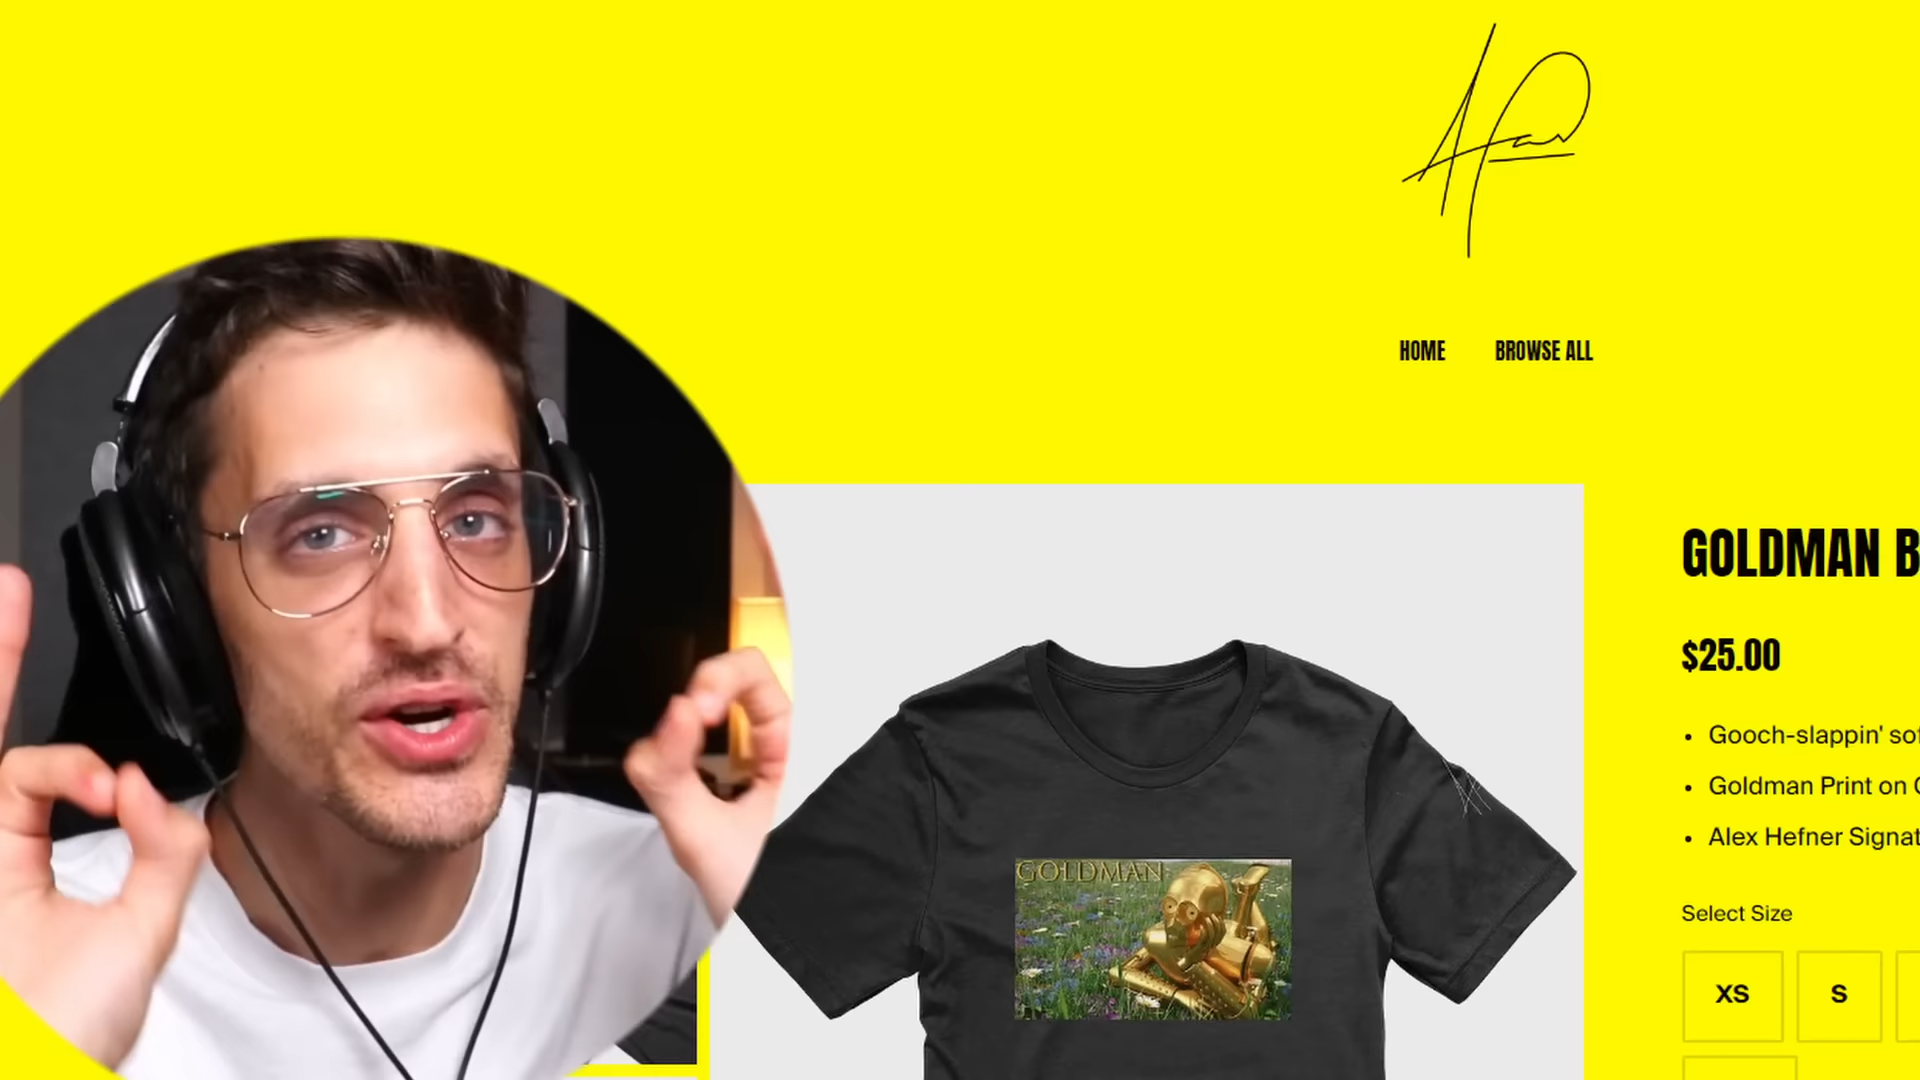 HOME BROWSE ALL
GOLDMAN
$25.00
Gooch-slappin'
Goldman Print on
Alex Hefner
Select Size
XS S
GOLDMAN